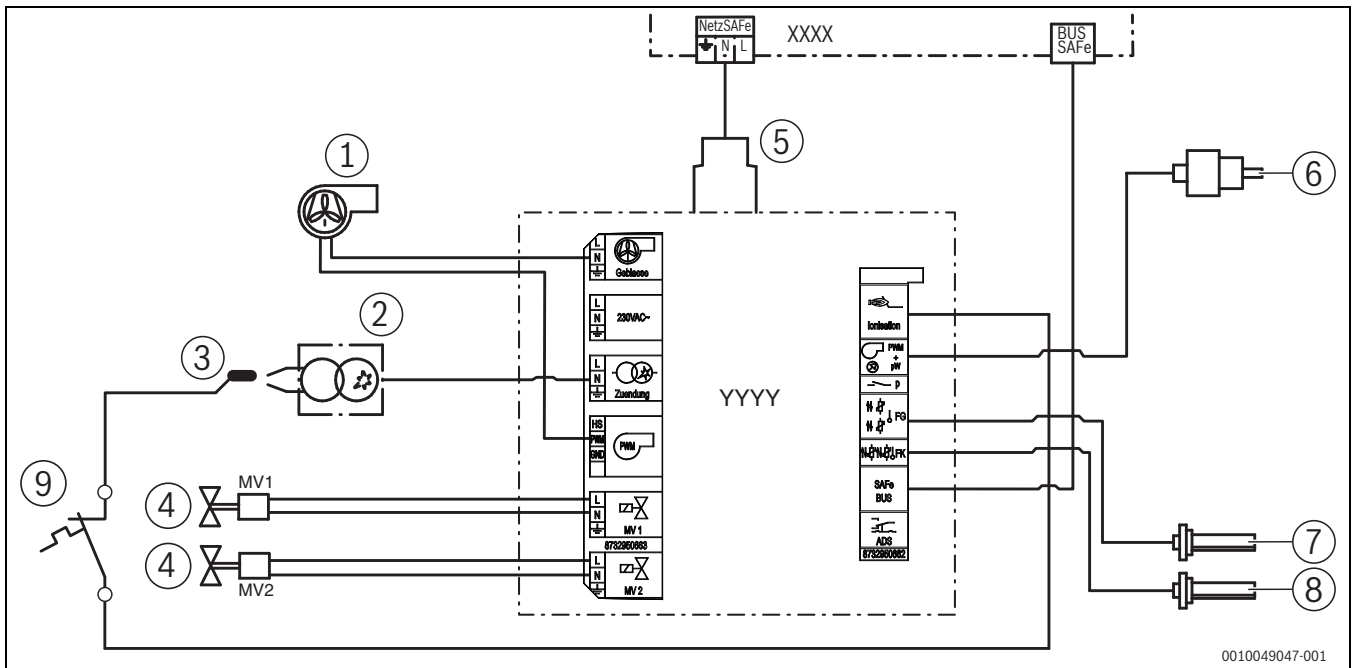 NetzSAFe
N L
XXXX
BUS
SAFe
1
5
6
2
3
9
4
MV1
4
MV2
L
N
Geblaese
L
N
230VAC~
L
N
Zuendung
HS
PWM
GND
PWM
L
N
MV 1
8732950663
L
N
MV 2
YYYY
Ionisation
PWM
+
pW
p
FG
FK
SAFe
BUS
ADS
8732950662
7
8
0010049047-001